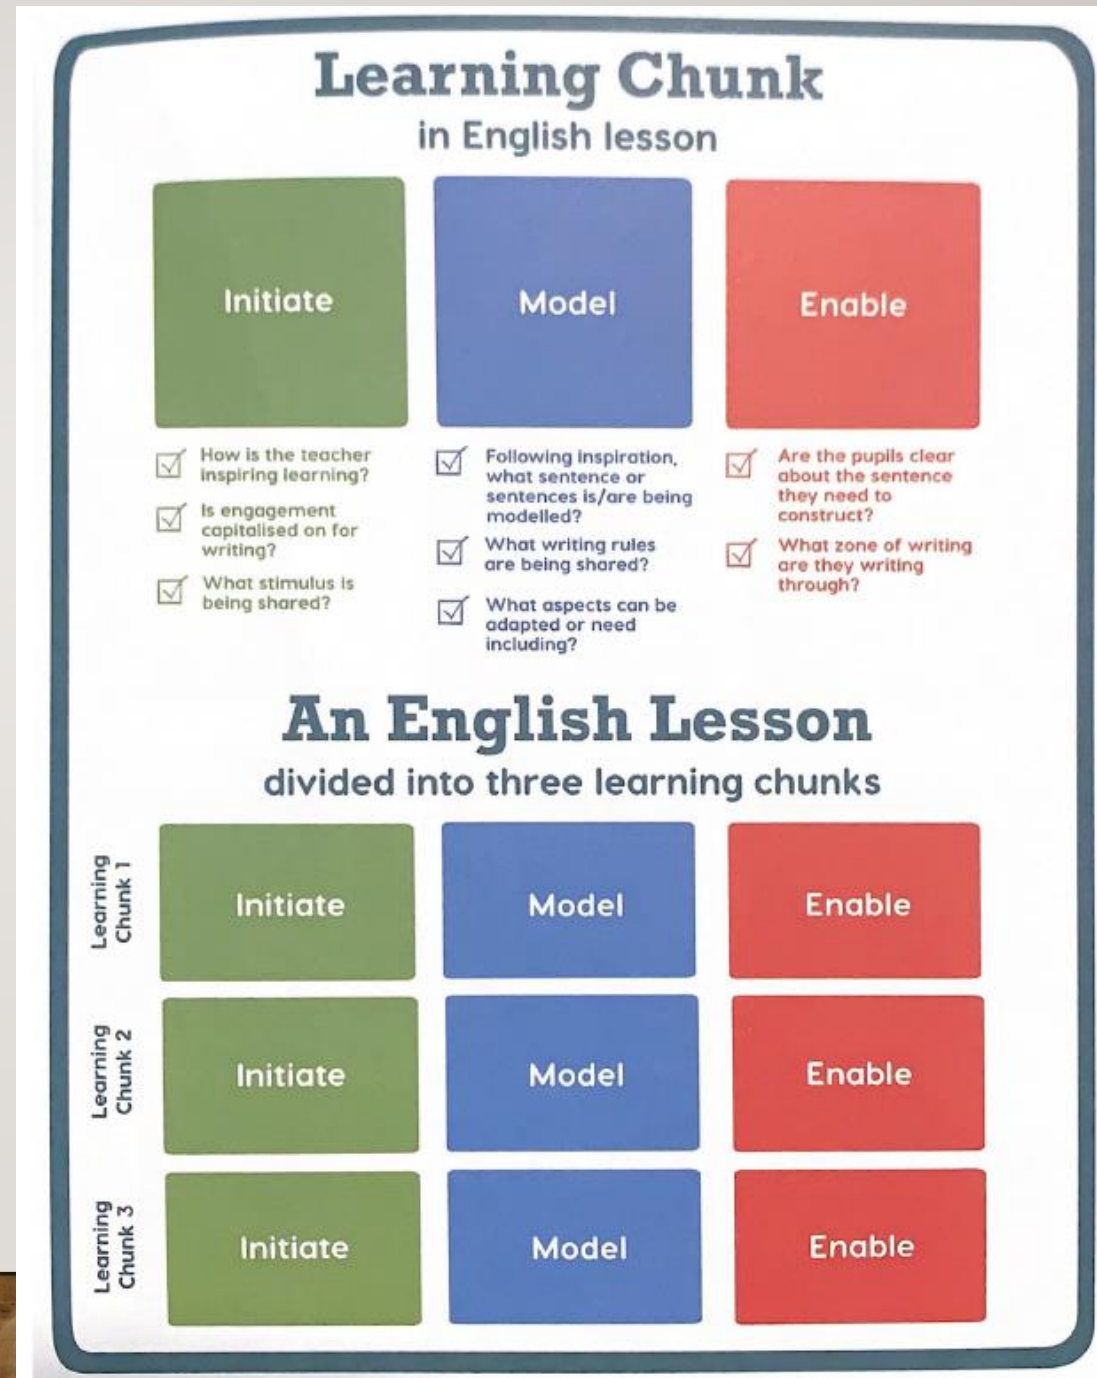 Learning Chunk
in English lesson
Initiate
Model
Enable
How is the teacher
inspiring learning?
Is engagement
capitalised on for
writing?
What stimulus is
being shared?
Following inspiration,
what sentence or
sentences is/are being
modelled?
What writing rules
are being shared?
What aspects can be
adapted or need
including?
Are the pupils clear
about the sentence
they need to
construct?
What zone of writing
are they writing
through?
An English Lesson
divided into three learning chunks
Learning
Chunk 1
Initiate
Model
Enable
Learning
Chunk 2
Initiate
Model
Enable
Learning
Chunk 3
Initiate
Model
Enable